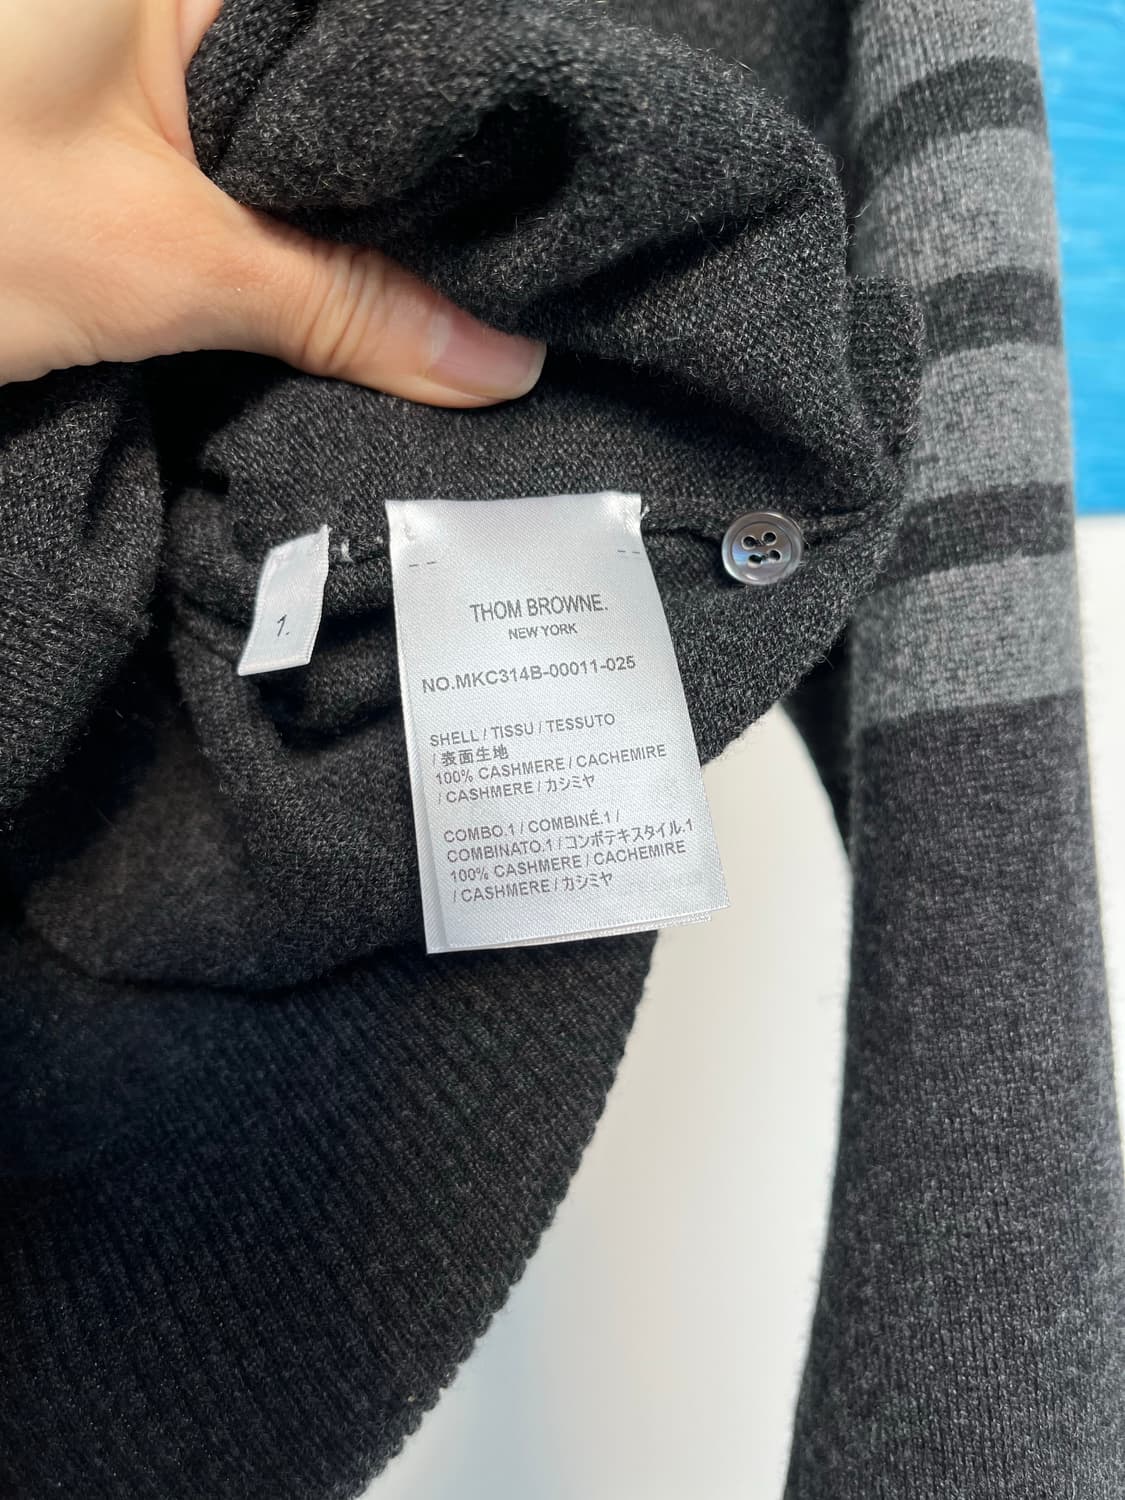 1.
THOM BROWNE.
NEW YORK
NO.MKC314B-00011-025
SHELL / TISSU / TESSUTO
/ 表面生地
100% CASHMERE / CACHEMIRE
/ CASHMERE / カシミヤ
COMBO.1 / COMBINÉ.1 /
COMBINATO.1 / コンボテキスタイル.1
100% CASHMERE / CACHEMIRE
/ CASHMERE / カシミヤ